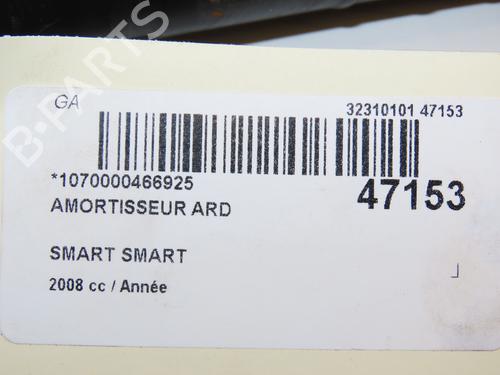 GA
32310101 47153
*1070000466925
47153
AMORTISSEUR ARD
SMART SMART
2008 cc / Année
B-PARTS